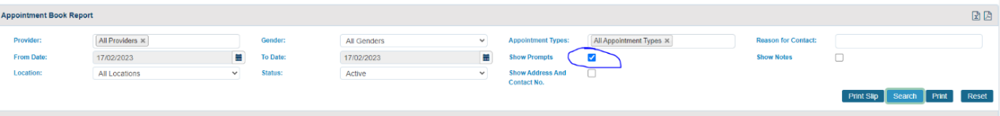 Appointment Book Report
Provider: All Providers × Gender: All Genders Appointment Types: All Appointment Types × Reason for Contact:
From Date: 17/02/2023 To Date: 17/02/2023 Show Prompts Show Notes
Location: All Locations Status: Active Show Address And
Contact No.
Print Slip Search Print Reset